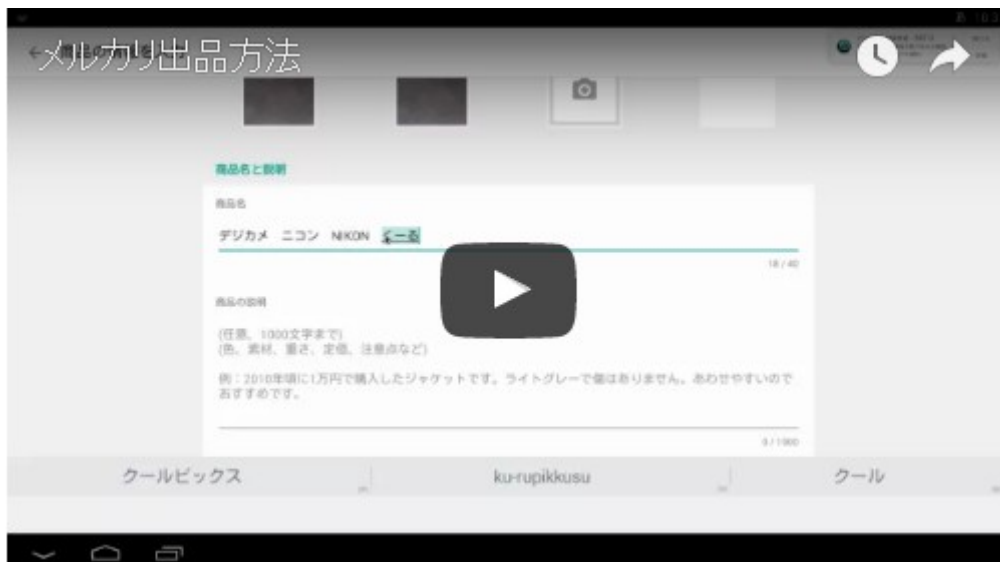 メルカリ出品方法
商品名と説明
商品名
デジカメ ニコン NIKON くーる
18 / 40
商品の説明
(任意、1000文字まで)
(色、素材、重さ、定価、注意点など)
例:2010年頃に1万円で購入したジャケットです。ライトグレーで傷はありません。あわせやすいので
おすすめです。
0 / 1000
クールピックス
ku-rupikkusu
クール